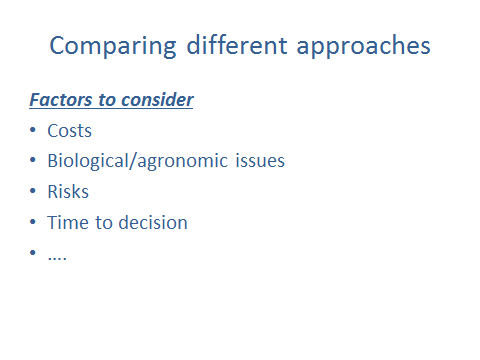 Comparing different approaches
Factors to consider
• Costs
• Biological/agronomic issues
• Risks
• Time to decision
• ....